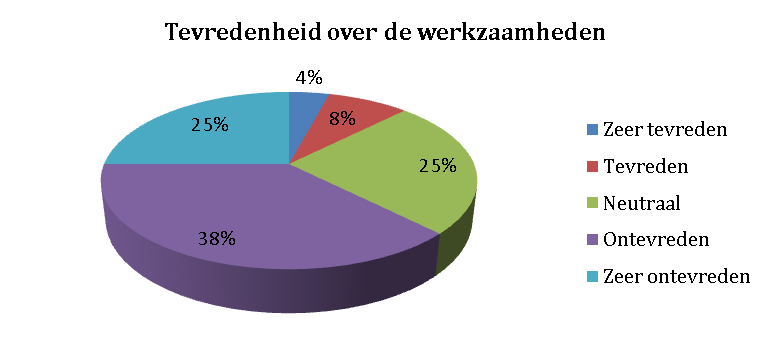 Tevredenheid over de werkzaamheden
4%
8%
25%
25%
38%
Zeer tevreden
Tevreden
Neutraal
Ontevreden
Zeer ontevreden